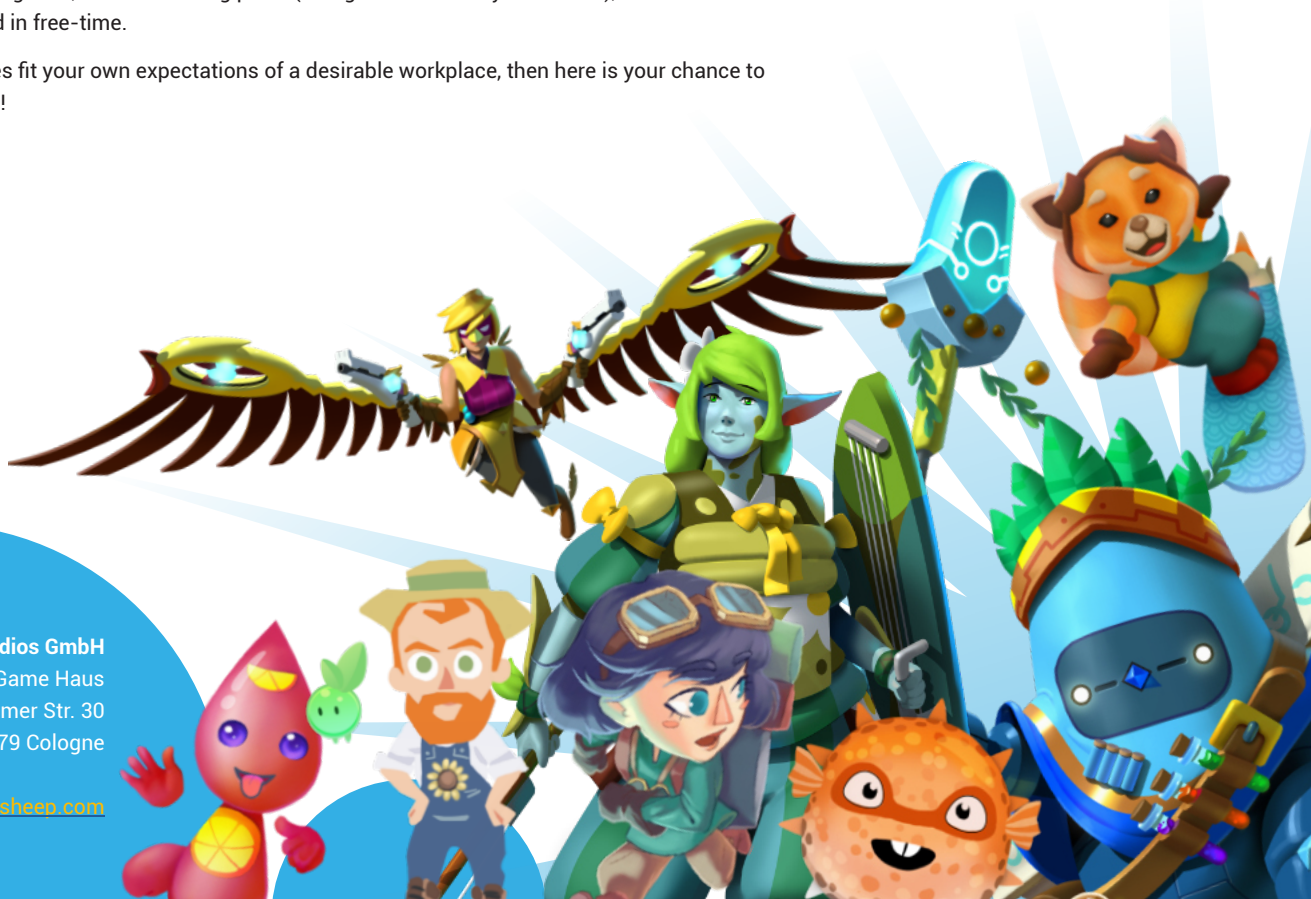 d in free-time.
es fit your own expectations of a desirable workplace, then here is your chance to
!
dios GmbH
Game Haus
mer Str. 30
79 Cologne
sheep.com